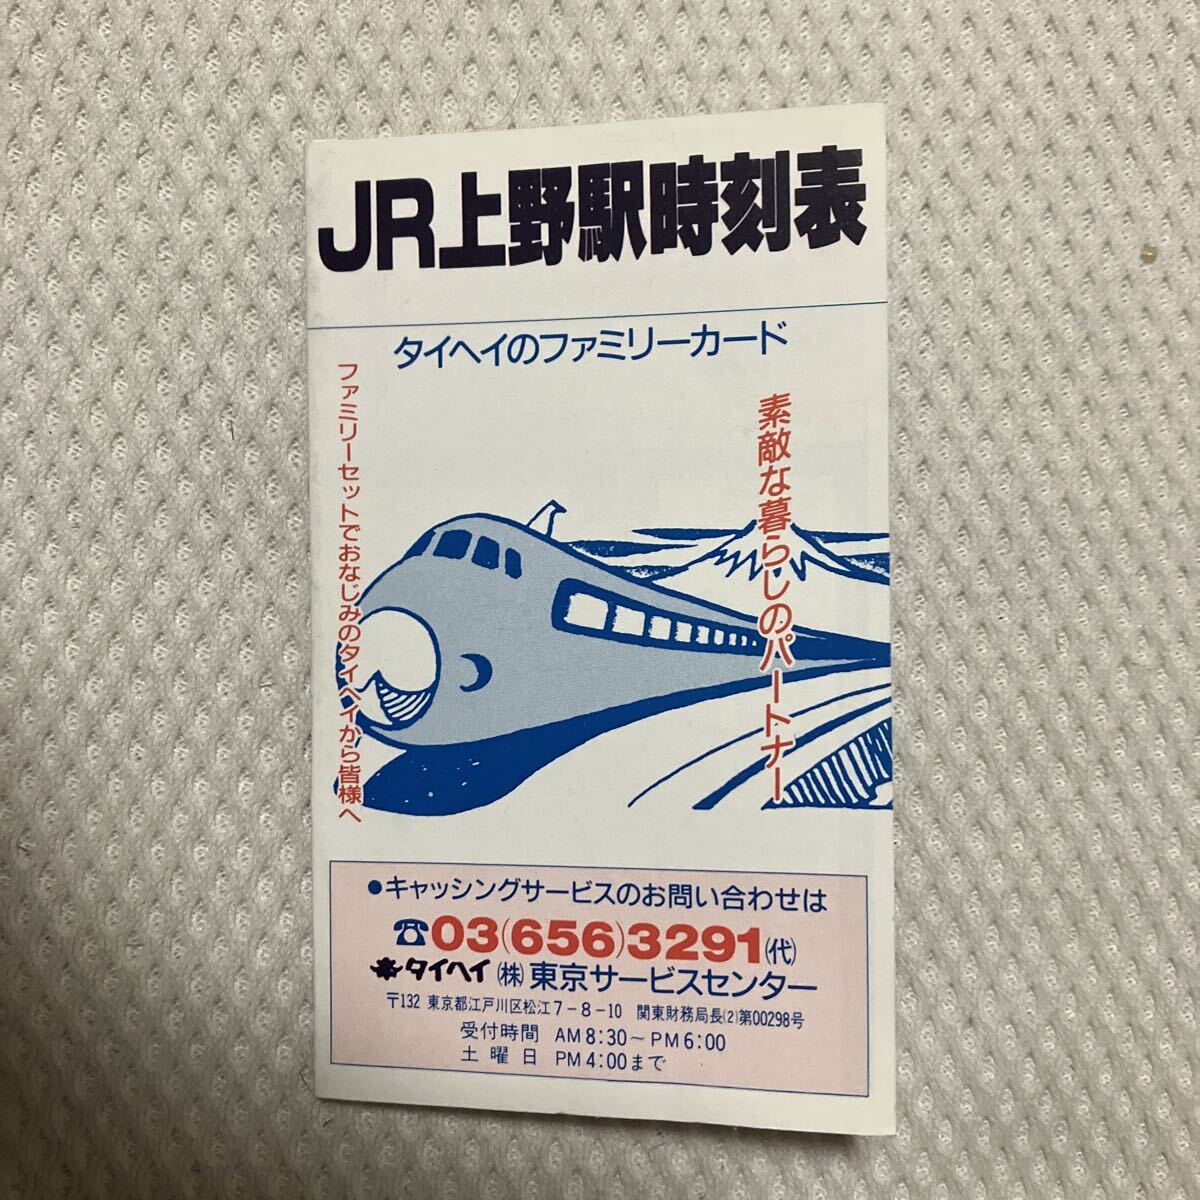 JR上野駅時刻表
タイヘイのファミリーカード
素敵な暮らしのパートナー
ファミリーセットでおなじみのタイヘイから皆様へ
●キャッシングサービスのお問い合わせは
☎03(656)3291(代)
タイヘイ(株)東京サービスセンター
〒132 東京都江戸川区松江7-8-10 関東財務局長(2)第00298号
受付時間 AM8:30~PM6:00
土曜日 PM4:00まで